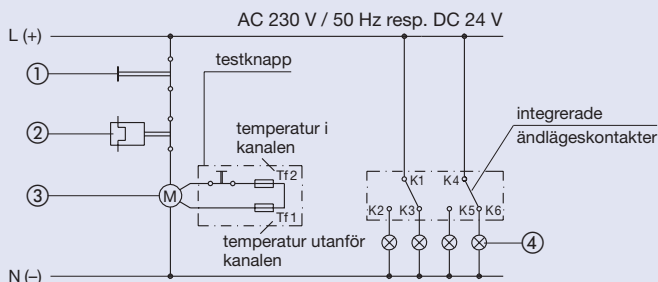 AC 230 V / 50 Hz resp. DC 24 V
L (+)
testknapp
1
integrerade
ändlägeskontakter
2
temperatur i
kanalen
Tf2
K1
K4
3
M
K2
K3
K5
K6
Tf1
4
temperatur utanför
kanalen
N (–)